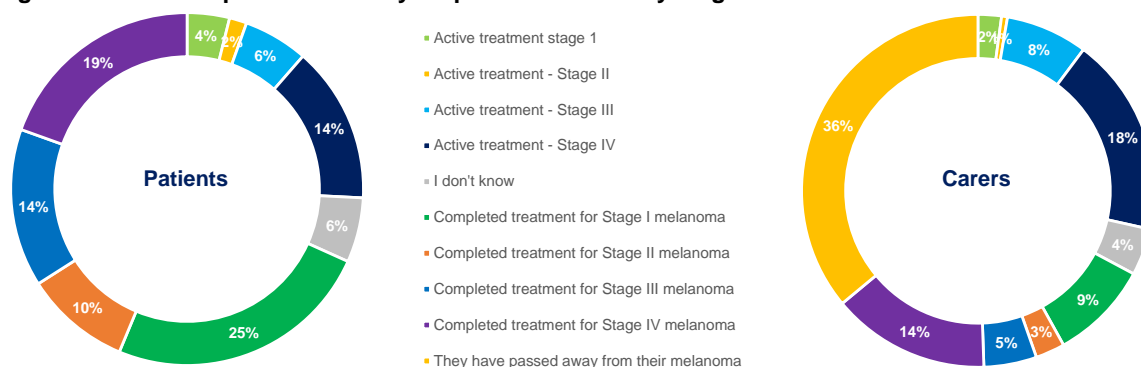 4%
2%
6%
14%
6%
25%
10%
14%
19%
Patients
Active treatment stage 1
Active treatment - Stage II
Active treatment - Stage III
Active treatment - Stage IV
I don't know
Completed treatment for Stage I melanoma
Completed treatment for Stage II melanoma
Completed treatment for Stage III melanoma
Completed treatment for Stage IV melanoma
They have passed away from their melanoma
2%
8%
18%
4%
9%
3%
5%
14%
36%
Carers